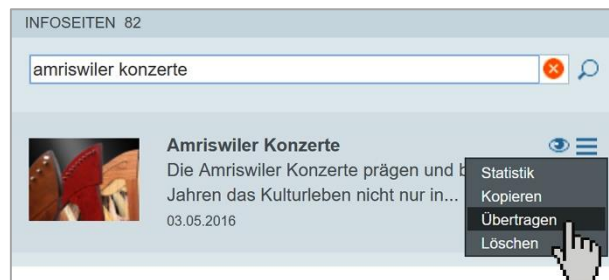 INFOSEITEN 82
amriswiler konzerte
Amriswiler Konzerte
Die Amriswiler Konzerte prägen und
Jahren das Kulturleben nicht nur in...
03.05.2016
Statistik
Kopieren
Übertragen
Löschen